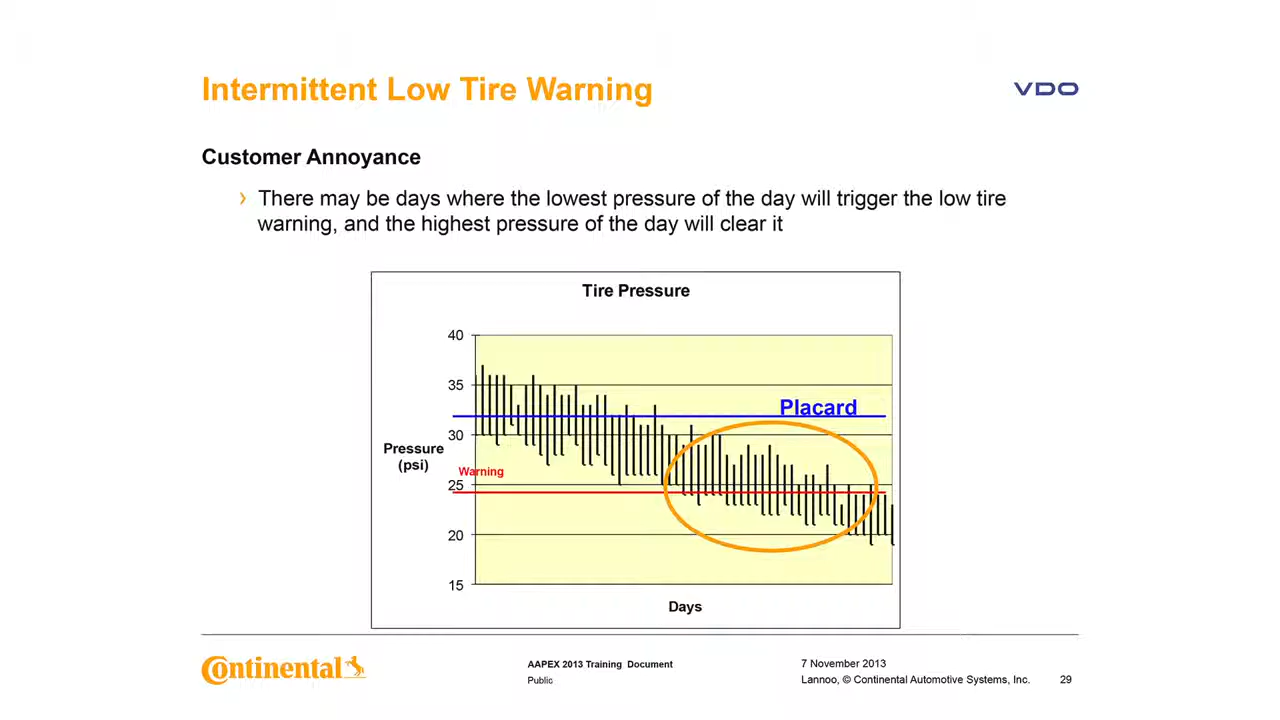 Intermittent Low Tire Warning
VDO
Customer Annoyance
› There may be days where the lowest pressure of the day will trigger the low tire
warning, and the highest pressure of the day will clear it
Tire Pressure
40
35
Placard
30
Pressure
(psi)
Warning
25
20
15
Days
Continental
AAPEX 2013 Training Document
Public
7 November 2013
Lannoo, © Continental Automotive Systems, Inc.
29